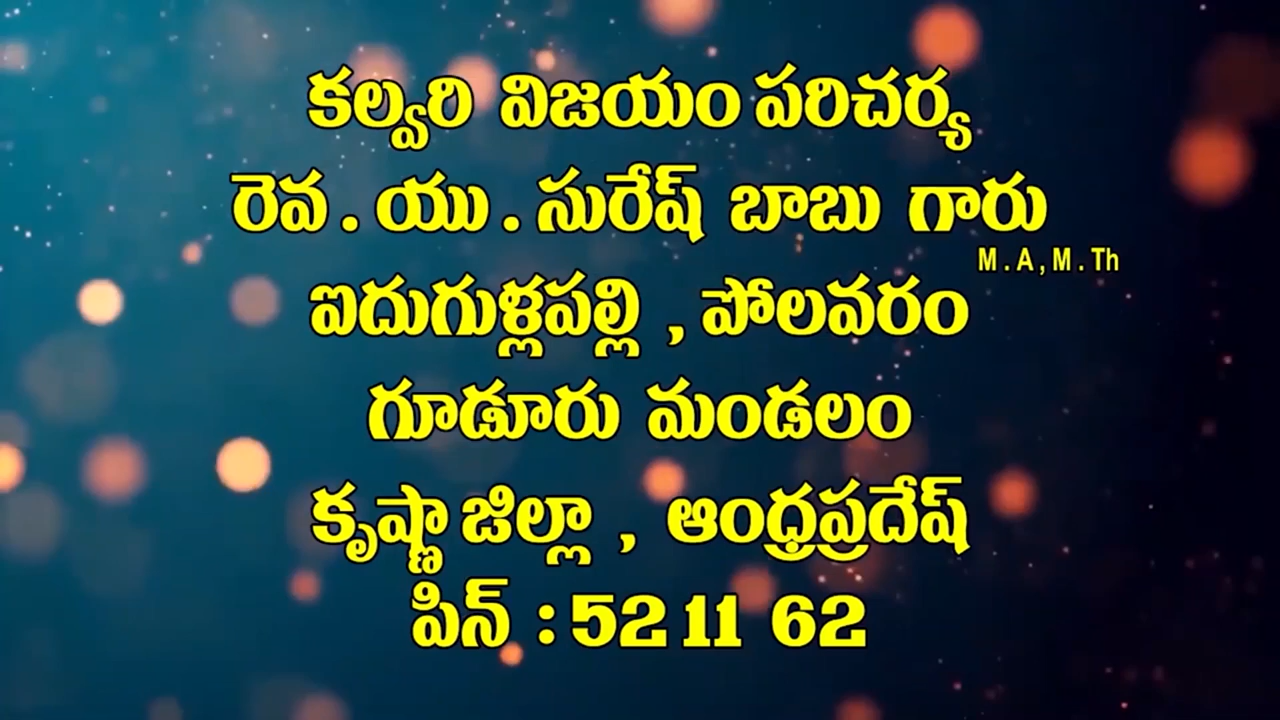 కల్వరి విజయం పరిచర్య
రెవ . యు . సురేష్ బాబు గారు
M . A , M . Th
ఐదుగుళ్లపల్లి , పోలవరం
గూడూరు మండలం
కృష్ణా జిల్లా , ఆంధ్రప్రదేష్
పిన్ : 52 11 62